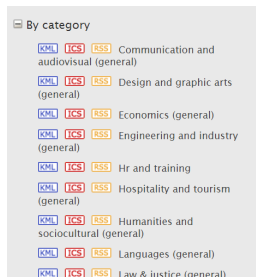 By category
KML ICS RSS Communication and
audiovisual (general)
KML ICS RSS Design and graphic arts
(general)
KML ICS RSS Economics (general)
KML ICS RSS Engineering and industry
(general)
KML ICS RSS Hr and training
KML ICS RSS Hospitality and tourism
(general)
KML ICS RSS Humanities and
sociocultural (general)
KML ICS RSS Languages (general)
KML ICS RSS Law & justice (general)